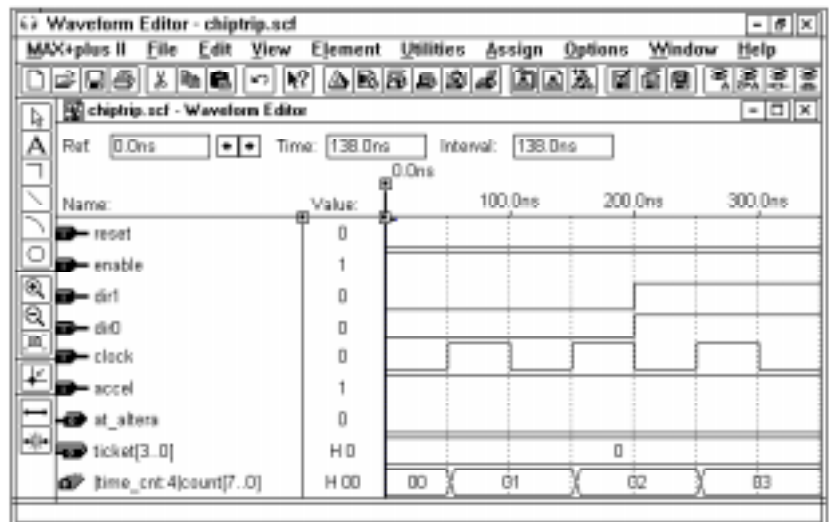 Waveform Editor - chiptrip.scf
MAX+plus II File Edit View Element Utilities Assign Options Window Help
chiptrip.scf - Waveform Editor
Ref: 0.0ns Time: 138.0ns Interval: 138.0ns
0.0ns
Name: Value: 100.0ns 200.0ns 300.0ns
reset 0
enable 1
dir1 0
dir0 0
clock 0
accel 1
at_altera 0
ticket[3..0] H 0 0
|time_cnt:4|count[7..0] H 00 00 01 02 03